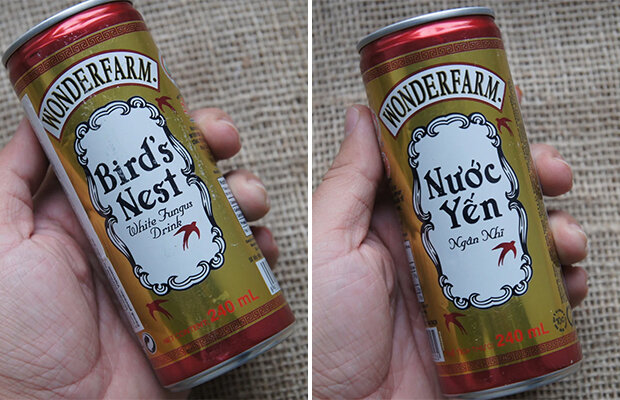 WONDERFARM.
Bird's
Nest
White Fungus
Drink
240 mL
WONDERFARM.
Nước
Yến
Ngân Nhĩ
240 mL